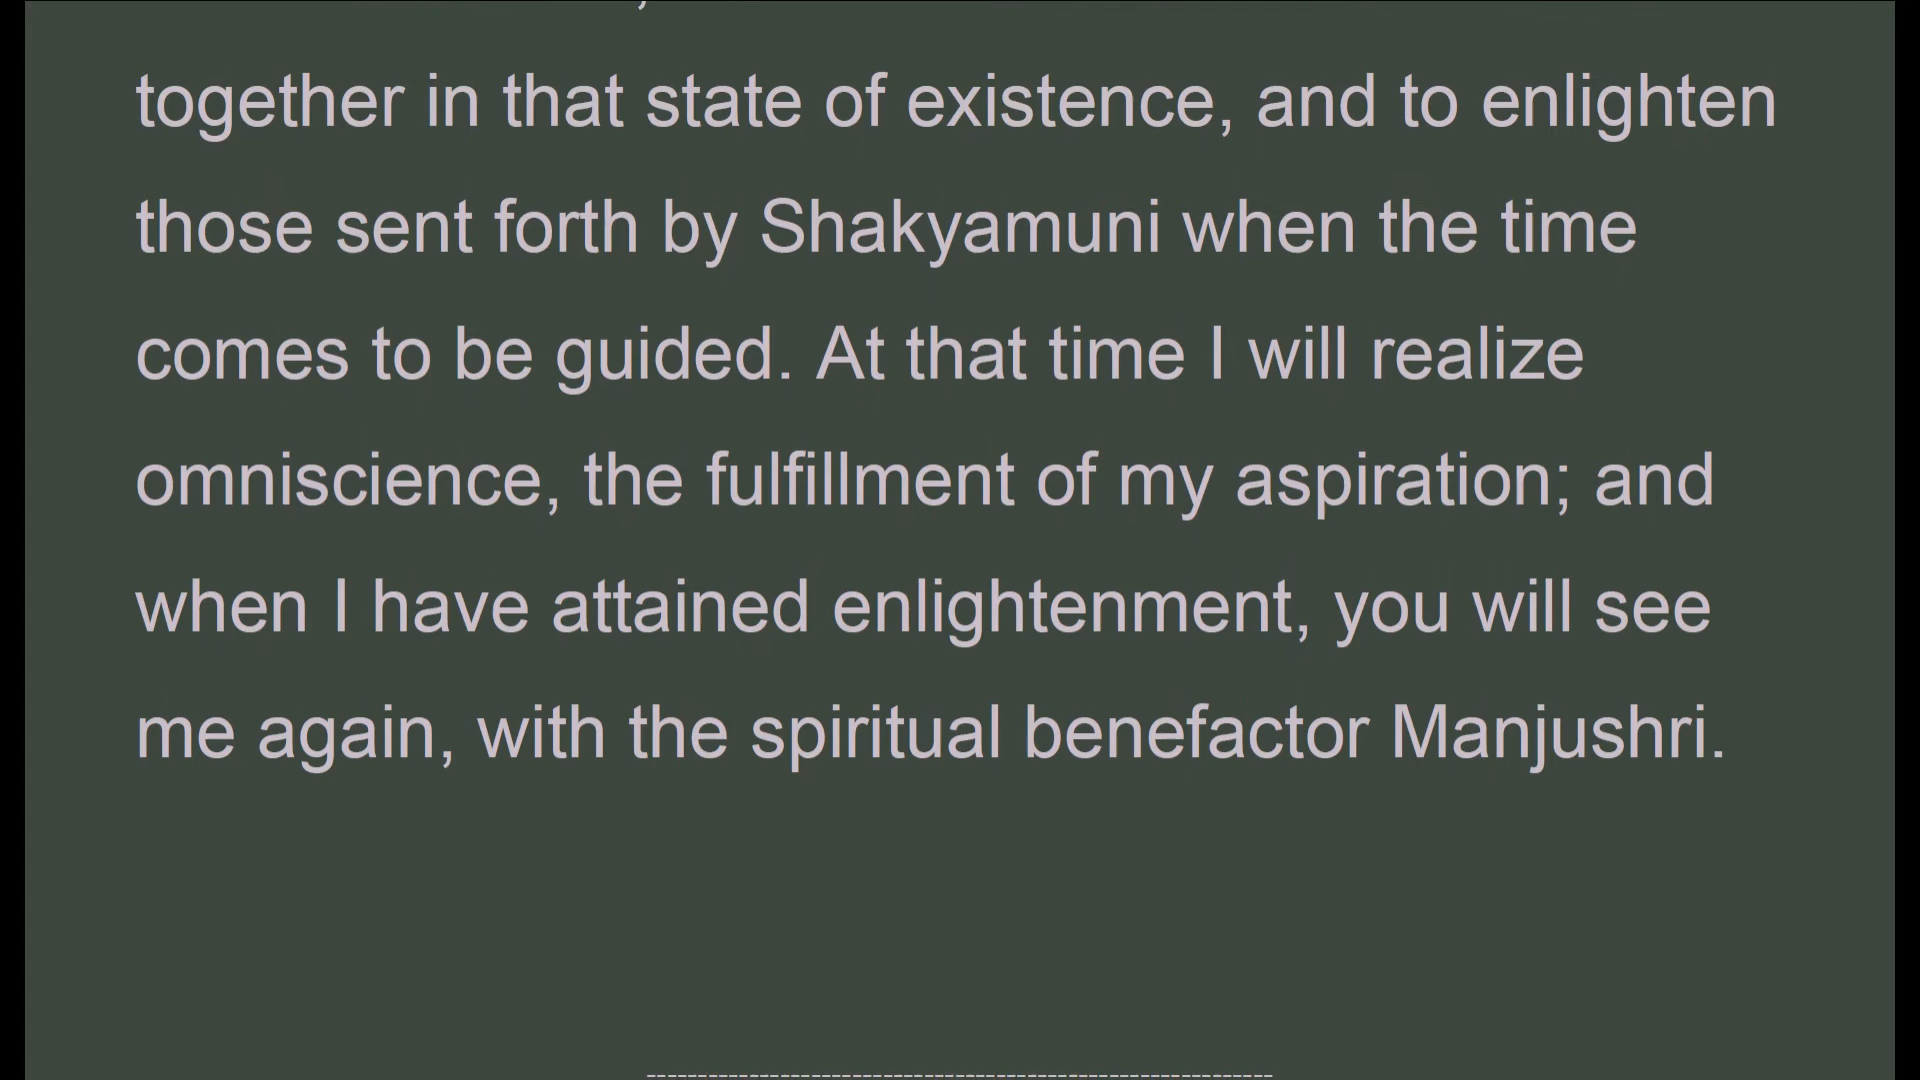 together in that state of existence, and to enlighten
those sent forth by Shakyamuni when the time
comes to be guided. At that time I will realize
omniscience, the fulfillment of my aspiration; and
when I have attained enlightenment, you will see
me again, with the spiritual benefactor Manjushri.